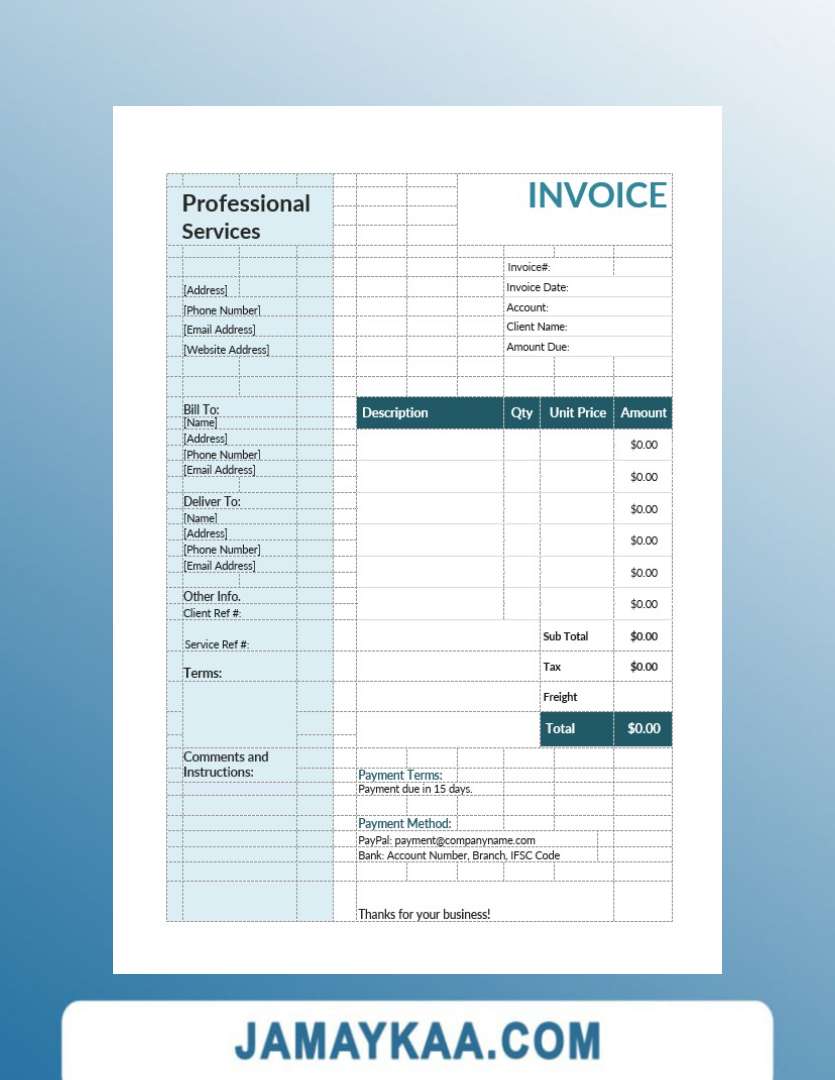 Professional
Services
INVOICE
Invoice#:
Invoice Date:
Account:
Client Name:
Amount Due:
[Address]
[Phone Number]
[Email Address]
[Website Address]
Bill To:
[Name]
[Address]
[Phone Number]
[Email Address]
Deliver To:
[Name]
[Address]
[Phone Number]
[Email Address]
Other Info.
Client Ref #:
Service Ref #:
Terms:
Comments and
Instructions:
Description Qty Unit Price Amount
$0.00
$0.00
$0.00
$0.00
$0.00
$0.00
Sub Total $0.00
Tax $0.00
Freight
Total $0.00
Payment Terms:
Payment due in 15 days.
Payment Method:
PayPal: payment@companyname.com
Bank: Account Number, Branch, IFSC Code
Thanks for your business!
JAMAYKAA.COM